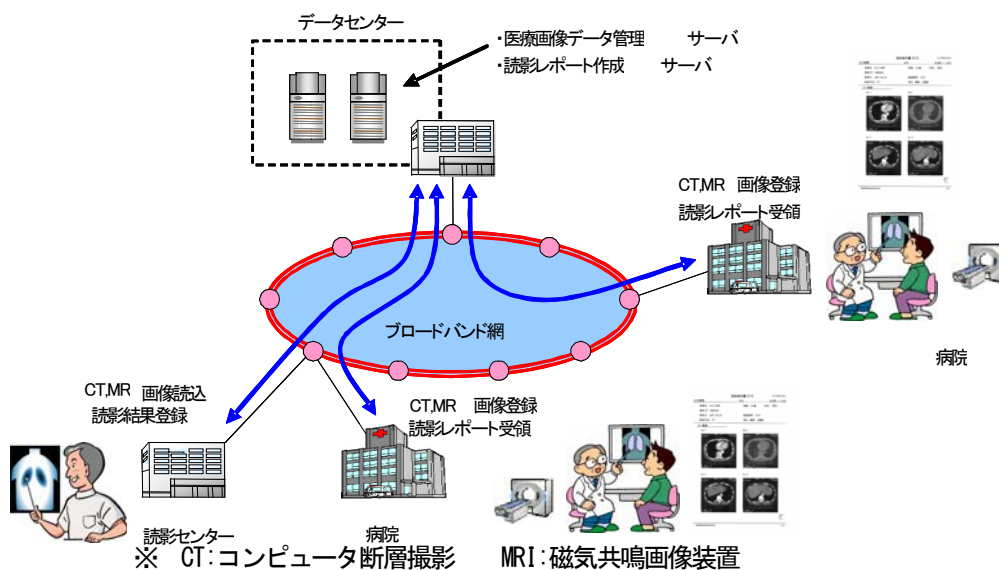 データセンター
・医療画像データ管理 サーバ
・読影レポート作成 サーバ
CT,MR 画像登録
読影レポート受領
病院
ブロードバンド網
CT,MR 画像読込
読影結果登録
CT,MR 画像登録
読影レポート受領
読影センター
病院
※ CT:コンピュータ断層撮影 MRI:磁気共鳴画像装置